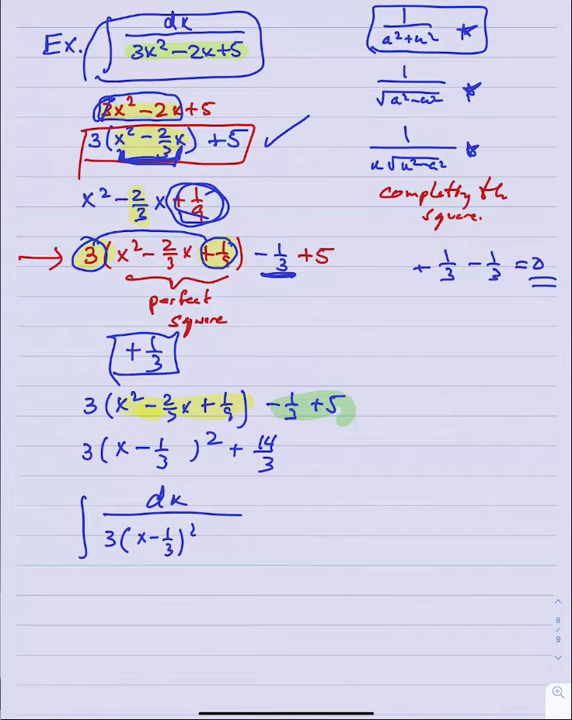 Ex. ∫ dx / (3x² − 2x + 5)
3x² − 2x + 5
3(x² − 2/3 x) + 5 ✓
x² − 2/3 x + 1/9
→ 3(x² − 2/3 x + 1/9) − 1/3 + 5
perfect
square
+ 1/3
3(x² − 2/3 x + 1/9) − 1/3 + 5
3(x − 1/3)² + 14/3
∫ dx / 3(x − 1/3)²
1 / (a² + u²) ★
1 / √(a² − u²) ★
1 / u√(u² − a²) ★
completing th
square.
+ 1/3 − 1/3 = 0
8
/
9